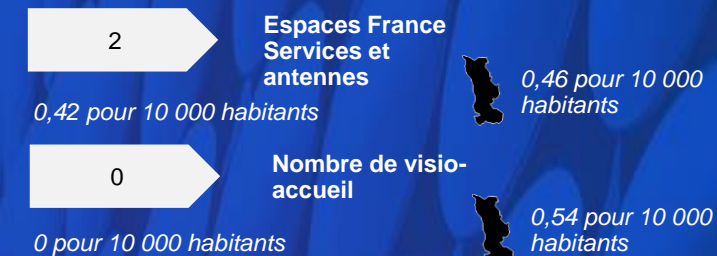 2
Espaces France
Services et
antennes
0,42 pour 10 000 habitants
0,46 pour 10 000
habitants
0
Nombre de visio-
accueil
0 pour 10 000 habitants
0,54 pour 10 000
habitants